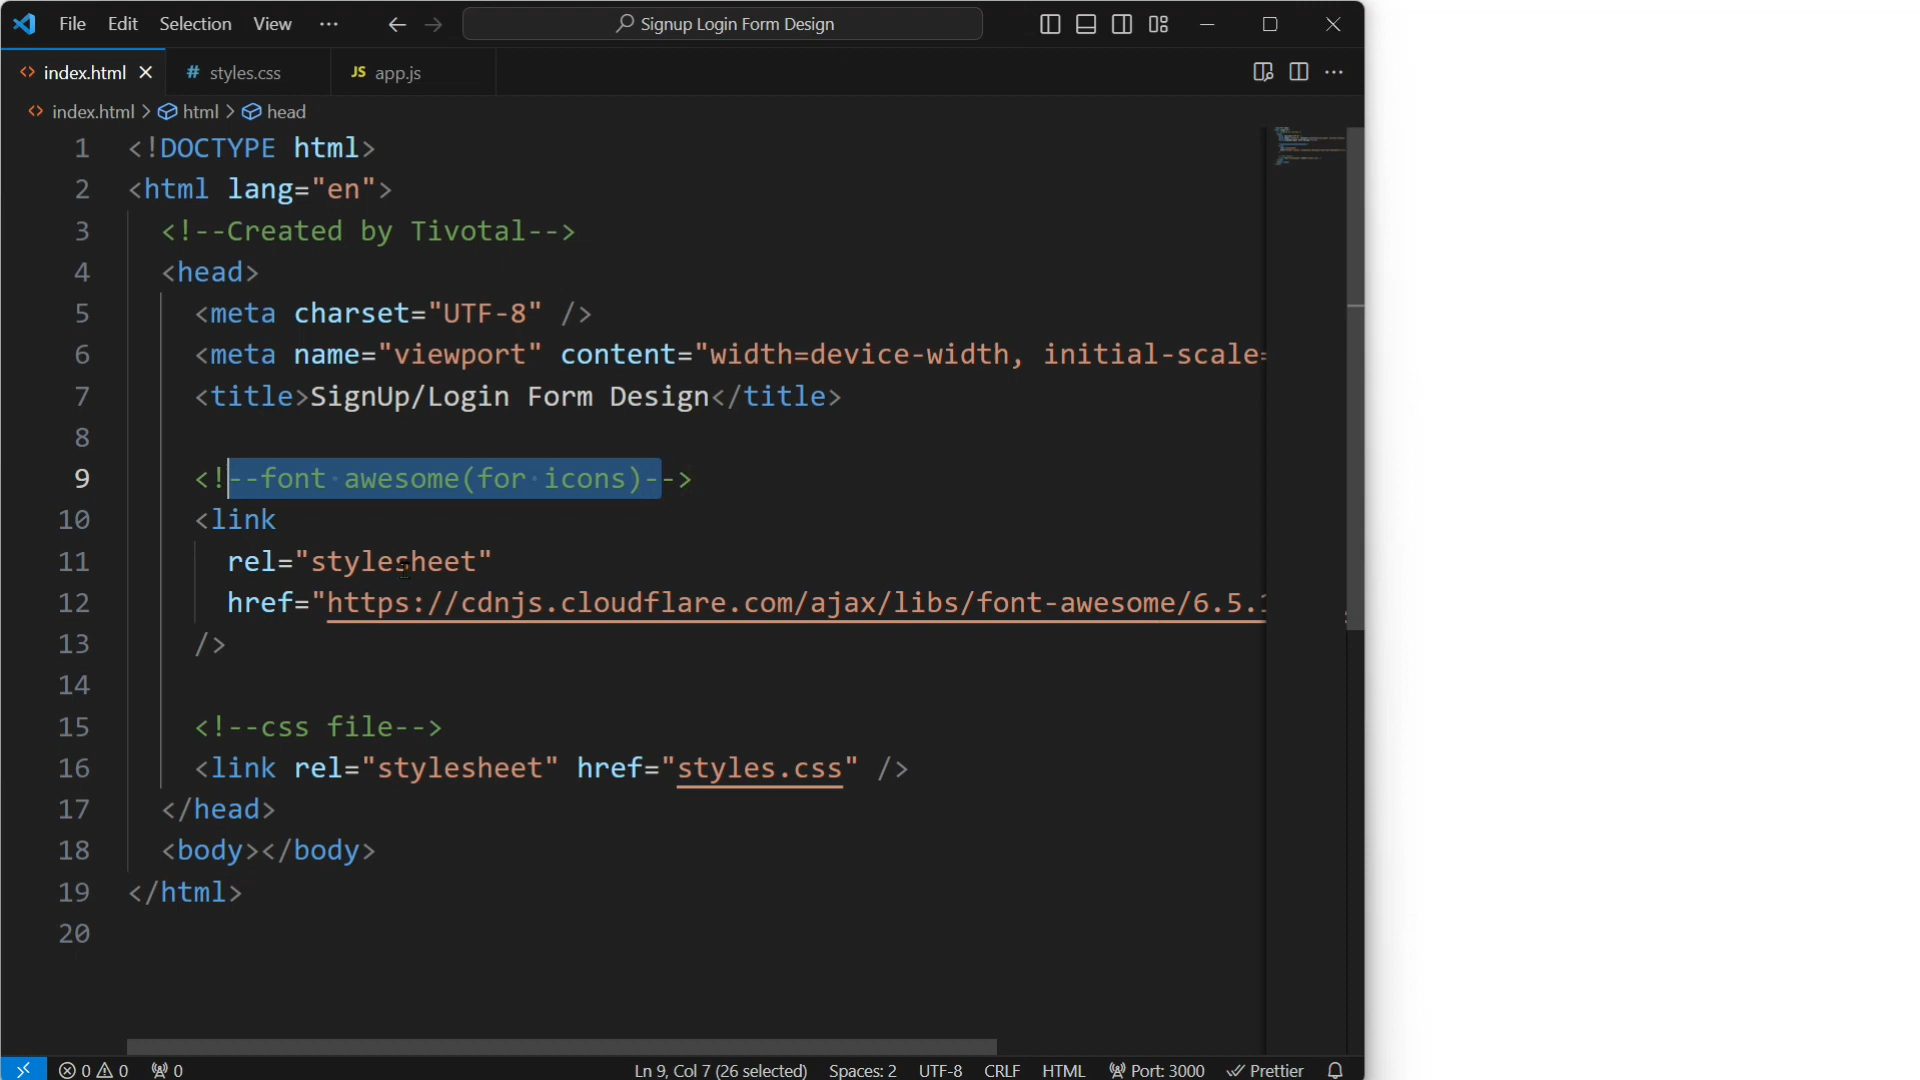 File Edit Selection View ··· Signup Login Form Design
index.html # styles.css JS app.js
index.html > html > head
1 <!DOCTYPE html>
2 <html lang="en">
3 <!--Created by Tivotal-->
4 <head>
5 <meta charset="UTF-8" />
6 <meta name="viewport" content="width=device-width, initial-scale=
7 <title>SignUp/Login Form Design</title>
8
9 <!--font awesome(for icons)-->
10 <link
11 rel="stylesheet"
12 href="https://cdnjs.cloudflare.com/ajax/libs/font-awesome/6.5.1
13 />
14
15 <!--css file-->
16 <link rel="stylesheet" href="styles.css" />
17 </head>
18 <body></body>
19 </html>
20
0 0 0 Ln 9, Col 7 (26 selected) Spaces: 2 UTF-8 CRLF HTML Port: 3000 Prettier